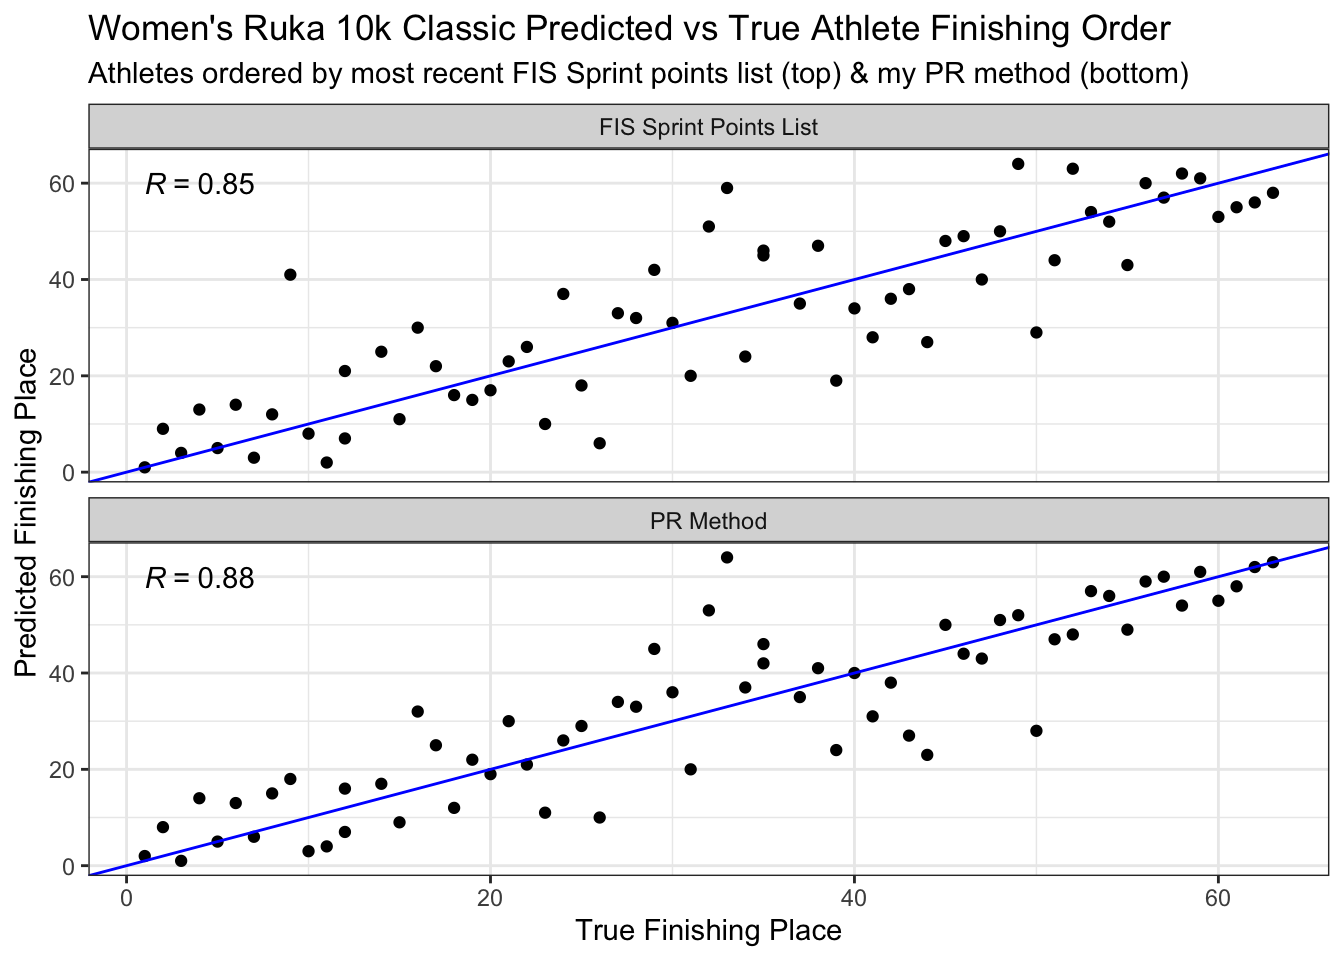 Women's Ruka 10k Classic Predicted vs True Athlete Finishing Order
Athletes ordered by most recent FIS Sprint points list (top) & my PR method (bottom)
FIS Sprint Points List
R = 0.85
60
40
20
0
PR Method
R = 0.88
60
40
20
0
0 20 40 60
True Finishing Place
Predicted Finishing Place